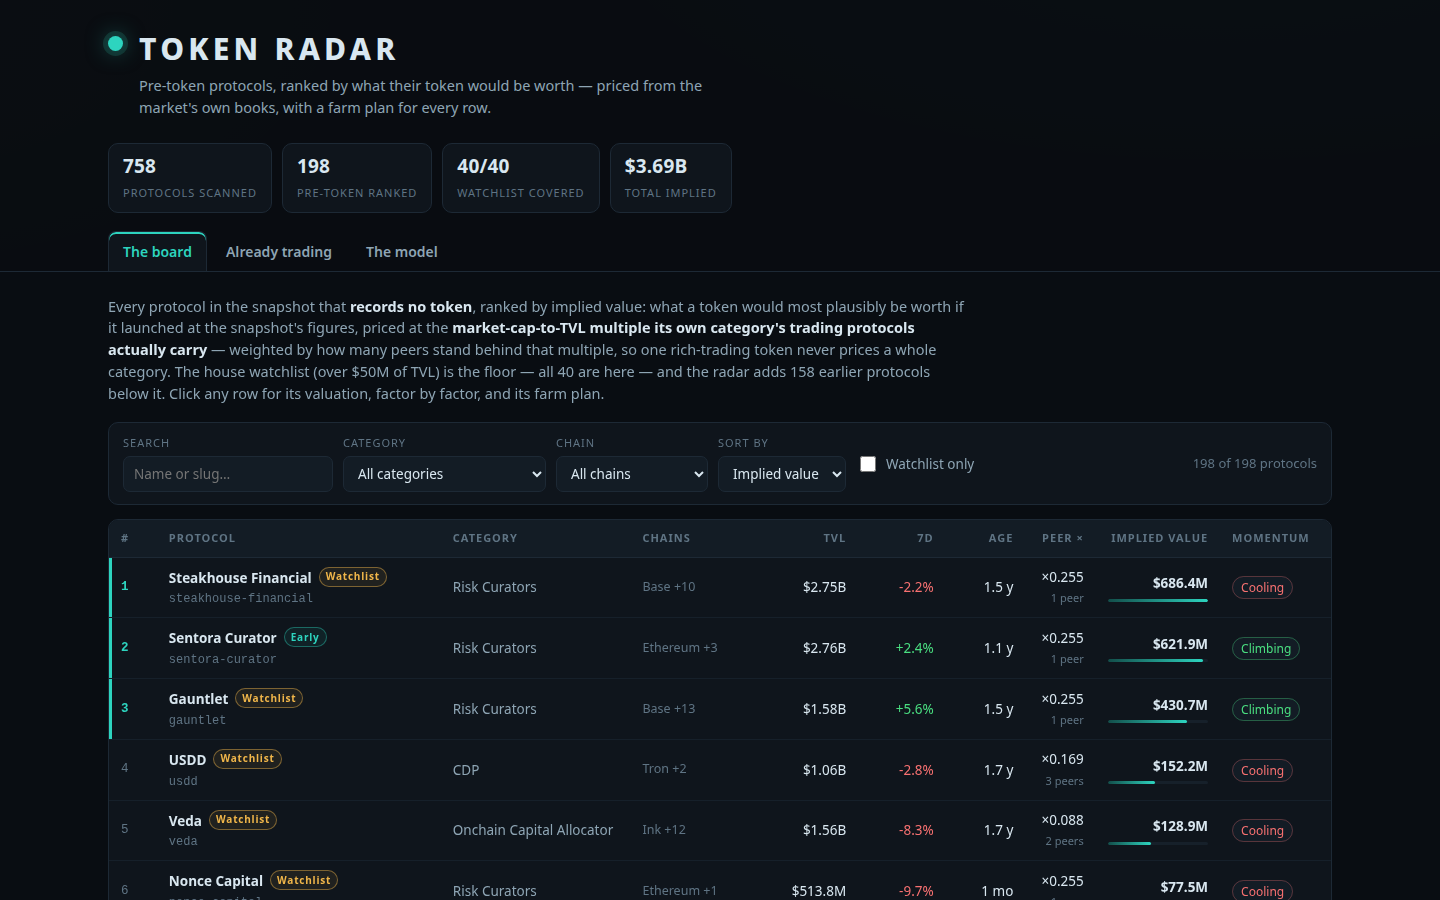 TOKEN RADAR
Pre-token protocols, ranked by what their token would be worth — priced from the
market's own books, with a farm plan for every row.
758
PROTOCOLS SCANNED
198
PRE-TOKEN RANKED
40/40
WATCHLIST COVERED
$3.69B
TOTAL IMPLIED
The board
Already trading
The model
Every protocol in the snapshot that records no token, ranked by implied value: what a token would most plausibly be worth if
it launched at the snapshot's figures, priced at the market-cap-to-TVL multiple its own category's trading protocols
actually carry — weighted by how many peers stand behind that multiple, so one rich-trading token never prices a whole
category. The house watchlist (over $50M of TVL) is the floor — all 40 are here — and the radar adds 158 earlier protocols
below it. Click any row for its valuation, factor by factor, and its farm plan.
SEARCH CATEGORY CHAIN SORT BY
Name or slug... All categories All chains Implied value Watchlist only 198 of 198 protocols
# PROTOCOL CATEGORY CHAINS TVL 7D AGE PEER × IMPLIED VALUE MOMENTUM
1 Steakhouse Financial Watchlist Risk Curators Base +10 $2.75B -2.2% 1.5 y ×0.255 $686.4M Cooling
steakhouse-financial 1 peer
2 Sentora Curator Early Risk Curators Ethereum +3 $2.76B +2.4% 1.1 y ×0.255 $621.9M Climbing
sentora-curator 1 peer
3 Gauntlet Watchlist Risk Curators Base +13 $1.58B +5.6% 1.5 y ×0.255 $430.7M Climbing
gauntlet 1 peer
4 USDD Watchlist CDP Tron +2 $1.06B -2.8% 1.7 y ×0.169 $152.2M Cooling
usdd 3 peers
5 Veda Watchlist Onchain Capital Allocator Ink +12 $1.56B -8.3% 1.7 y ×0.088 $128.9M Cooling
veda 2 peers
6 Nonce Capital Watchlist Risk Curators Ethereum +1 $513.8M -9.7% 1 mo ×0.255 $77.5M Cooling